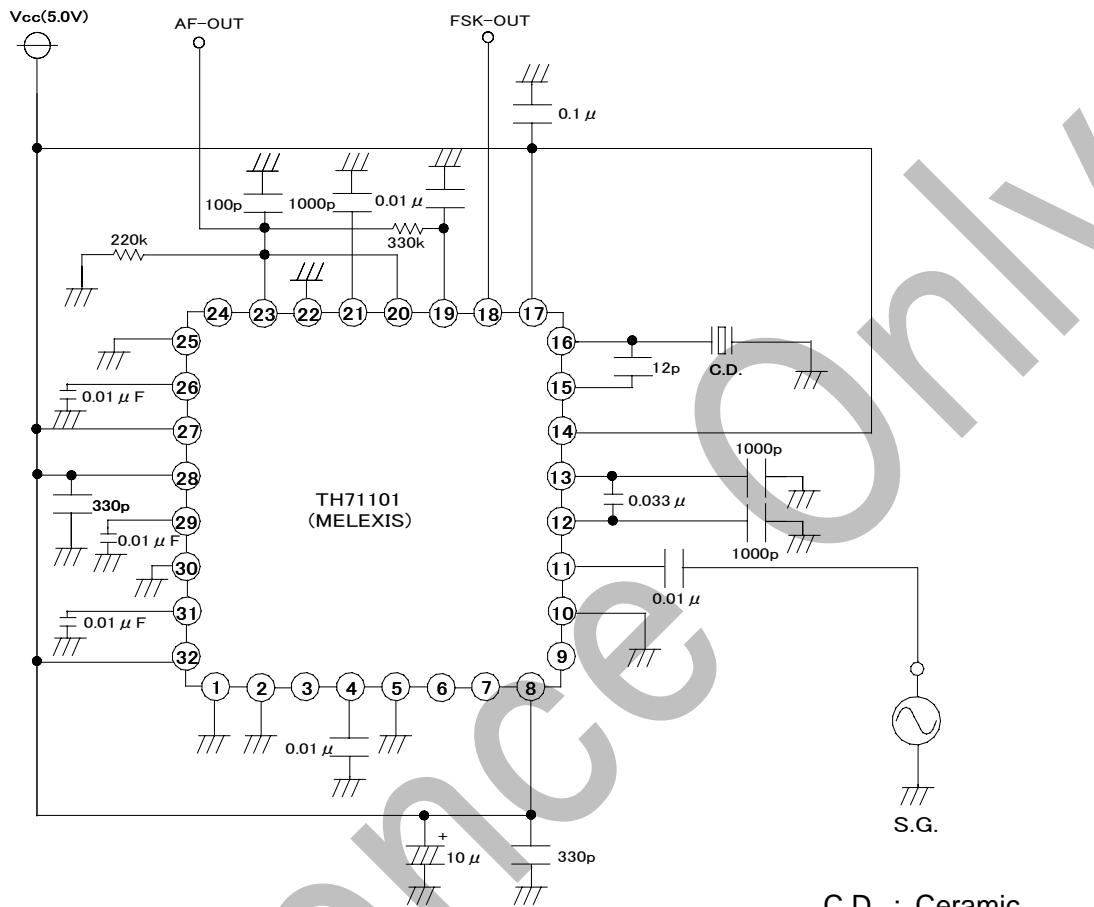 Vcc(5.0V)
AF-OUT
FSK-OUT
0.1 μ
100p
1000p
0.01 μ
330k
220k
24
23
22
21
20
19
18
17
25
16
12p
C.D.
26
15
0.01 μ F
27
14
1000p
28
13
330p
TH71101
(MELEXIS)
0.033 μ
29
12
0.01 μ F
1000p
30
11
0.01 μ
31
10
0.01 μ F
32
9
1
2
3
4
5
6
7
8
0.01 μ
S.G.
+
10 μ
330p
C.D. : Ceramic
ence Only